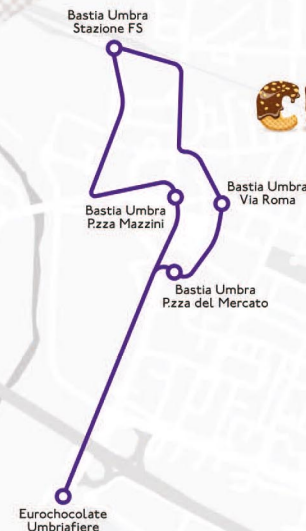 Bastia Umbra
Stazione FS
Bastia Umbra
Via Roma
Bastia Umbra
P.zza Mazzini
Bastia Umbra
P.zza del Mercato
Eurochocolate
Umbriafiere